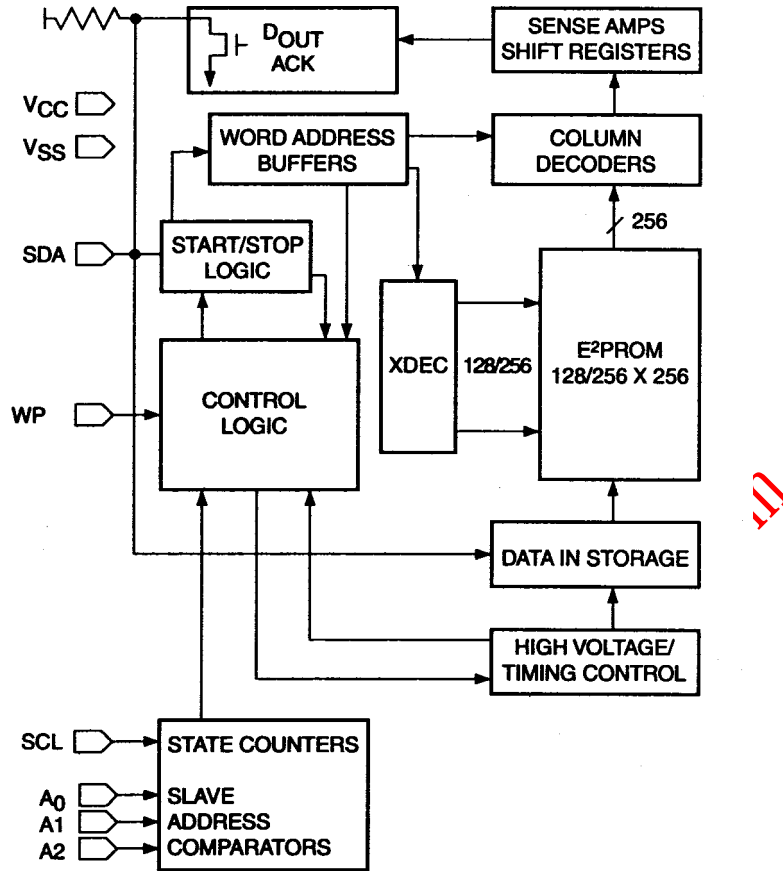 DOUT
ACK
SENSE AMPS
SHIFT REGISTERS
VCC
VSS
WORD ADDRESS
BUFFERS
COLUMN
DECODERS
256
SDA
START/STOP
LOGIC
XDEC
128/256
E²PROM
128/256 X 256
WP
CONTROL
LOGIC
DATA IN STORAGE
HIGH VOLTAGE/
TIMING CONTROL
SCL
STATE COUNTERS
A0
SLAVE
A1
ADDRESS
A2
COMPARATORS